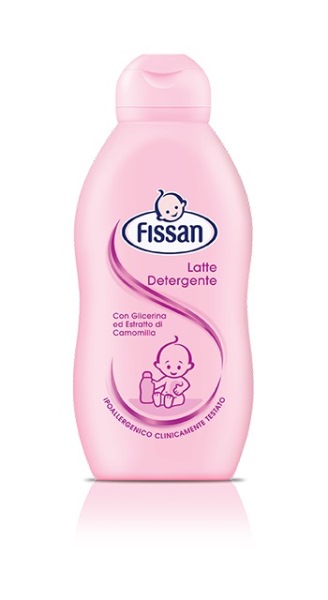 Fissan
Latte
Detergente
Con Glicerina
ed Estratto di
Camomilla
IPOALLERGENICO CLINICAMENTE TESTATO